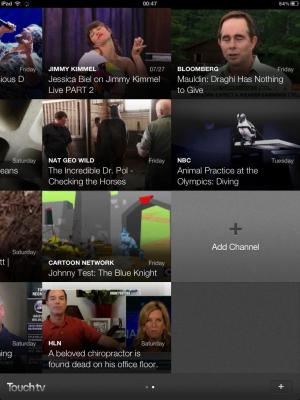 iPad
00:47
84%
ious D
Friday
JIMMY KIMMEL
07/27
Jessica Biel on Jimmy Kimmel
Live PART 2
BLOOMBERG
Friday
Mauldin: Draghi Has Nothing
to Give
Saturday
eans
NAT GEO WILD
Friday
The Incredible Dr. Pol -
Checking the Horses
NBC
Tuesday
Animal Practice at the
Olympics: Diving
Saturday
tt |
CARTOON NETWORK
Friday
Johnny Test: The Blue Knight
+
Add Channel
Saturday
ning
HLN
Saturday
A beloved chiropractor is
found dead on his office floor.
Touchtv
+